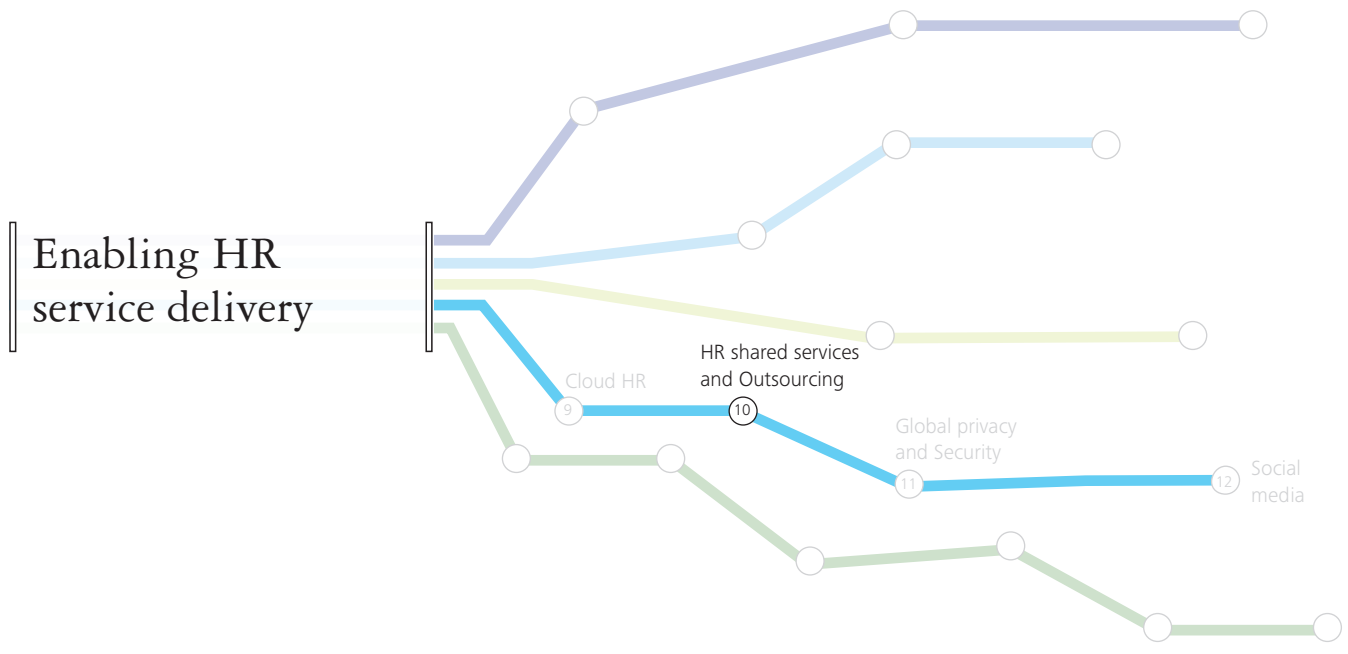 Enabling HR
service delivery
HR shared services
and Outsourcing
Cloud HR
9
10
Global privacy
and Security
11
12
Social
media